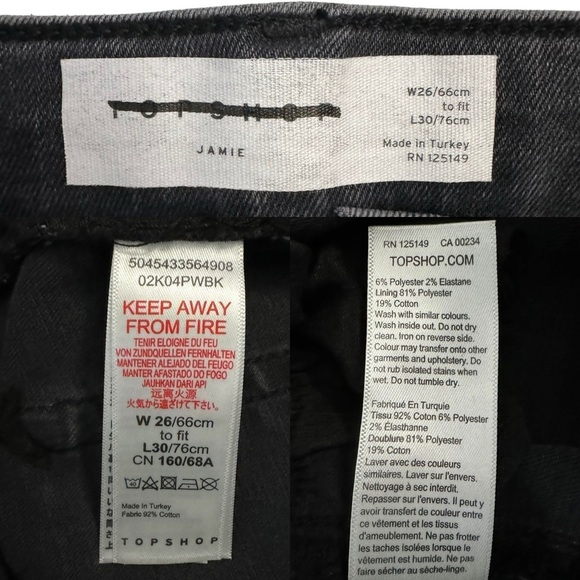 TOPSHOP
JAMIE
W26/66cm
to fit
L30/76cm
Made in Turkey
RN 125149
5045433564908
02K04PWBK
KEEP AWAY
FROM FIRE
TENIR ELOIGNE DU FEU
VON ZUNDQUELLEN FERNHALTEN
MANTENER ALEJADO DEL FEUGO
MANTER AFASTADO DO FOGO
JAUHKAN DARI API
远离火源
火気から遠ざけて下さい。
W 26/66cm
to fit
L30/76cm
CN 160/68A
Made in Turkey
Fabric 92% Cotton
TOPSHOP
RN 125149 CA 00234
TOPSHOP.COM
6% Polyester 2% Elastane
Lining 81% Polyester
19% Cotton
Wash with similar colours.
Wash inside out. Do not dry
clean. Iron on reverse side.
Colour may transfer onto other
garments and upholstery. Do
not rub isolated stains when
wet. Do not tumble dry.
Fabriqué En Turquie
Tissu 92% Coton 6% Polyester
2% Élasthanne
Doublure 81% Polyester
19% Coton
Laver avec des couleurs
similaires. Laver sur l'envers.
Nettoyage à sec interdit.
Repasser sur l'envers. Il peut y
avoir transfert de couleur entre
ce vêtement et les tissus
d'ameublement. Ne pas frotter
les taches isolées lorsque le
vêtement est humide. Ne pas
faire sécher au sèche-linge.